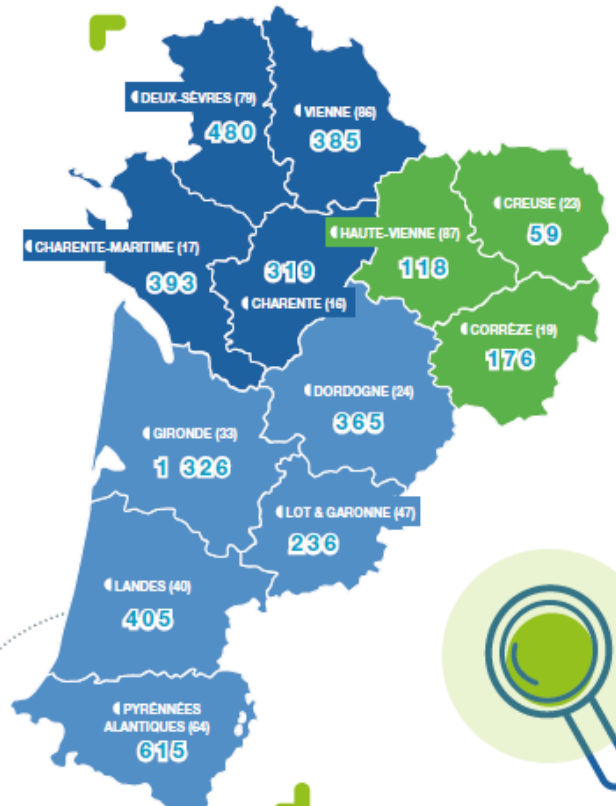 DEUX-SÈVRES (79)
480
VIENNE (86)
385
CREUSE (23)
59
HAUTE-VIENNE (87)
118
CHARENTE-MARITIME (17)
393
319
CHARENTE (16)
CORRÈZE (19)
176
DORDOGNE (24)
365
GIRONDE (33)
1 326
LOT & GARONNE (47)
236
LANDES (40)
405
PYRÉNNÉES
ALANTIQUES (64)
615